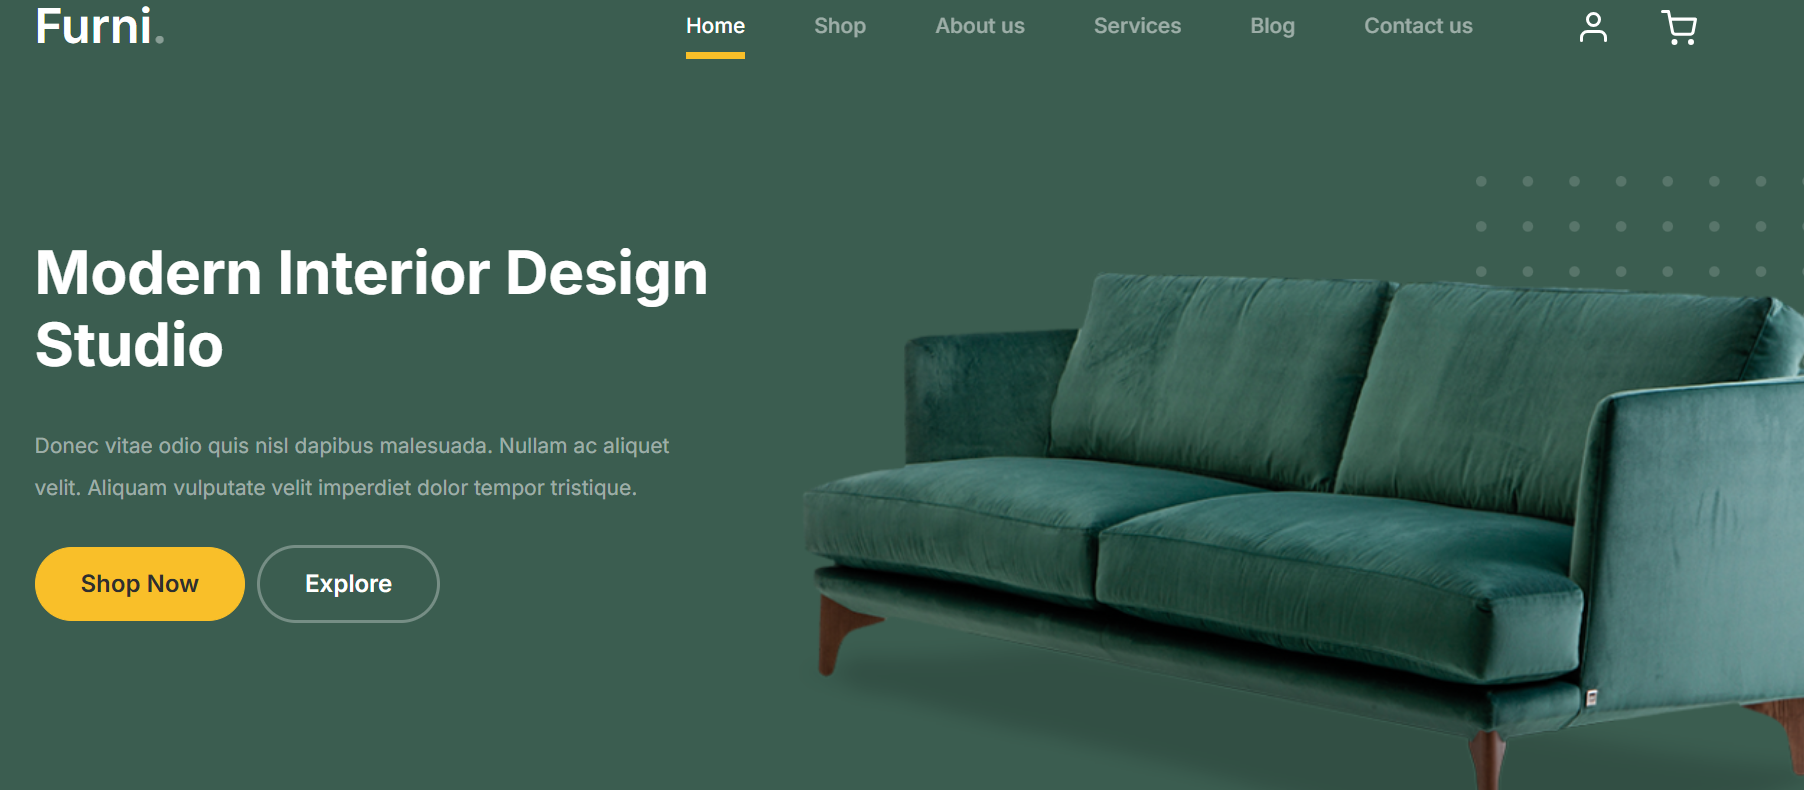 Furni.
Home Shop About us Services Blog Contact us
Modern Interior Design
Studio
Donec vitae odio quis nisl dapibus malesuada. Nullam ac aliquet
velit. Aliquam vulputate velit imperdiet dolor tempor tristique.
Shop Now Explore